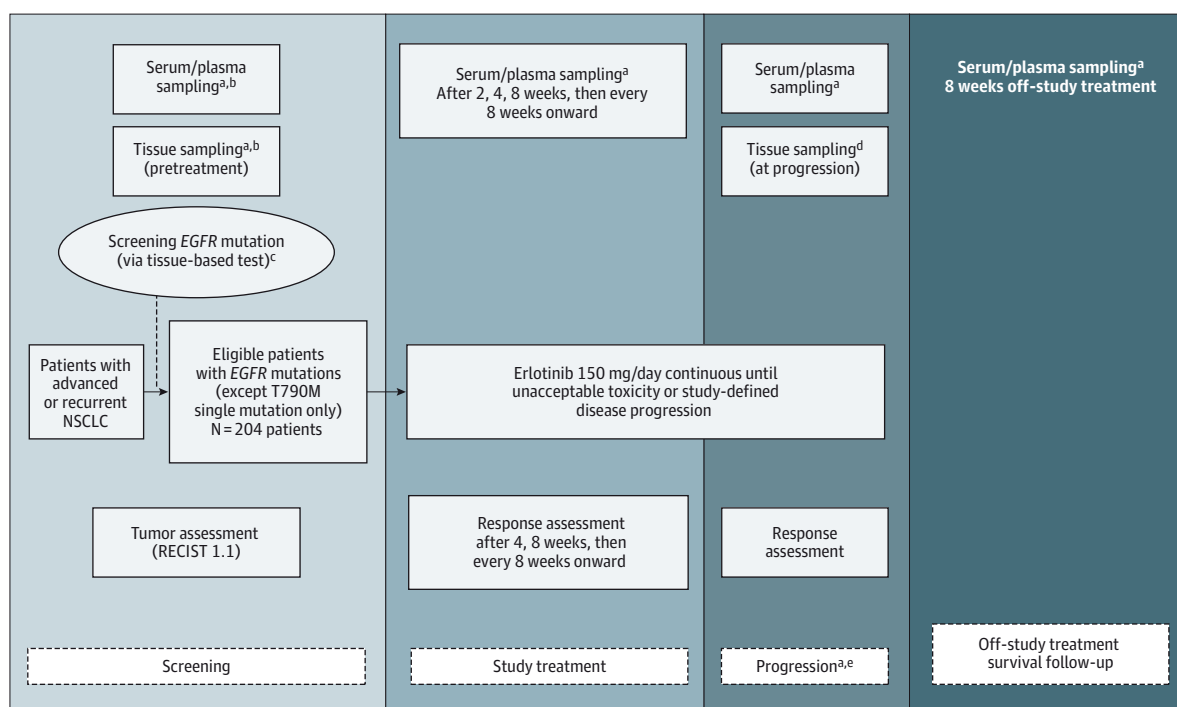 Serum/plasma
sampling^a,b
Tissue sampling^a,b
(pretreatment)
Screening EGFR mutation
(via tissue-based test)^c
Patients with
advanced
or recurrent
NSCLC
Eligible patients
with EGFR mutations
(except T790M
single mutation only)
N = 204 patients
Tumor assessment
(RECIST 1.1)
Screening
Serum/plasma sampling^a
After 2, 4, 8 weeks, then every
8 weeks onward
Erlotinib 150 mg/day continuous until
unacceptable toxicity or study-defined
disease progression
Response assessment
after 4, 8 weeks, then
every 8 weeks onward
Study treatment
Serum/plasma
sampling^a
Tissue sampling^d
(at progression)
Response
assessment
Progression^a,e
Serum/plasma sampling^a
8 weeks off-study treatment
Off-study treatment
survival follow-up